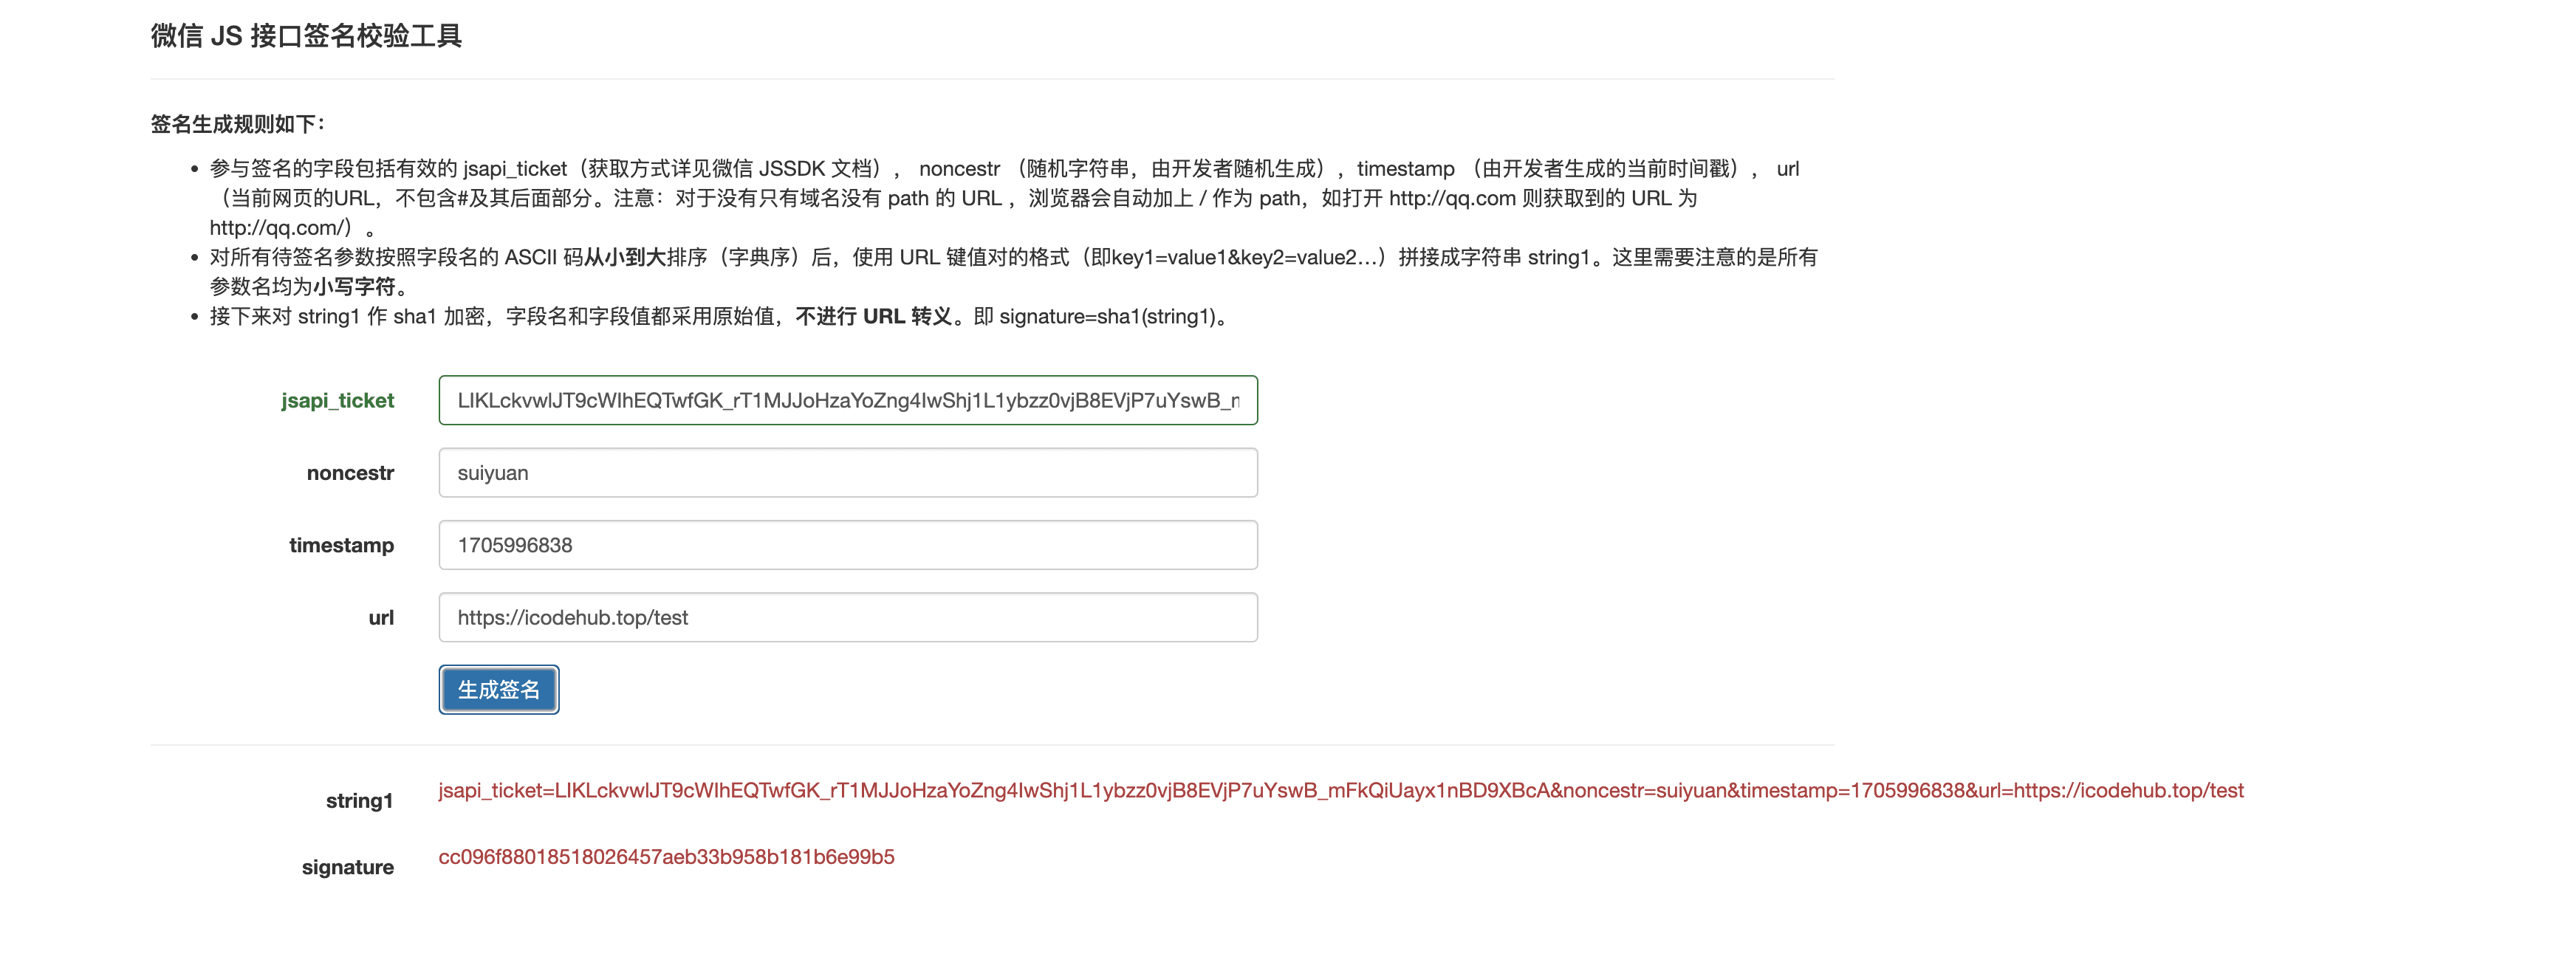 微信 JS 接口签名校验工具
签名生成规则如下：
• 参与签名的字段包括有效的 jsapi_ticket（获取方式详见微信 JSSDK 文档）， noncestr （随机字符串，由开发者随机生成），timestamp （由开发者生成的当前时间戳）， url
（当前网页的URL，不包含#及其后面部分。注意：对于没有只有域名没有 path 的 URL ，浏览器会自动加上 / 作为 path，如打开 http://qq.com 则获取到的 URL 为
http://qq.com/）。
• 对所有待签名参数按照字段名的 ASCII 码从小到大排序（字典序）后，使用 URL 键值对的格式（即key1=value1&key2=value2…）拼接成字符串 string1。这里需要注意的是所有
参数名均为小写字符。
• 接下来对 string1 作 sha1 加密，字段名和字段值都采用原始值，不进行 URL 转义。即 signature=sha1(string1)。
jsapi_ticket LIKLckvwlJT9cWIhEQTwfGK_rT1MJJoHzaYoZng4IwShj1L1ybzz0vjB8EVjP7uYswB_m
noncestr suiyuan
timestamp 1705996838
url https://icodehub.top/test
生成签名
string1 jsapi_ticket=LIKLckvwlJT9cWIhEQTwfGK_rT1MJJoHzaYoZng4IwShj1L1ybzz0vjB8EVjP7uYswB_mFkQiUayx1nBD9XBcA&noncestr=suiyuan&timestamp=1705996838&url=https://icodehub.top/test
signature cc096f88018518026457aeb33b958b181b6e99b5